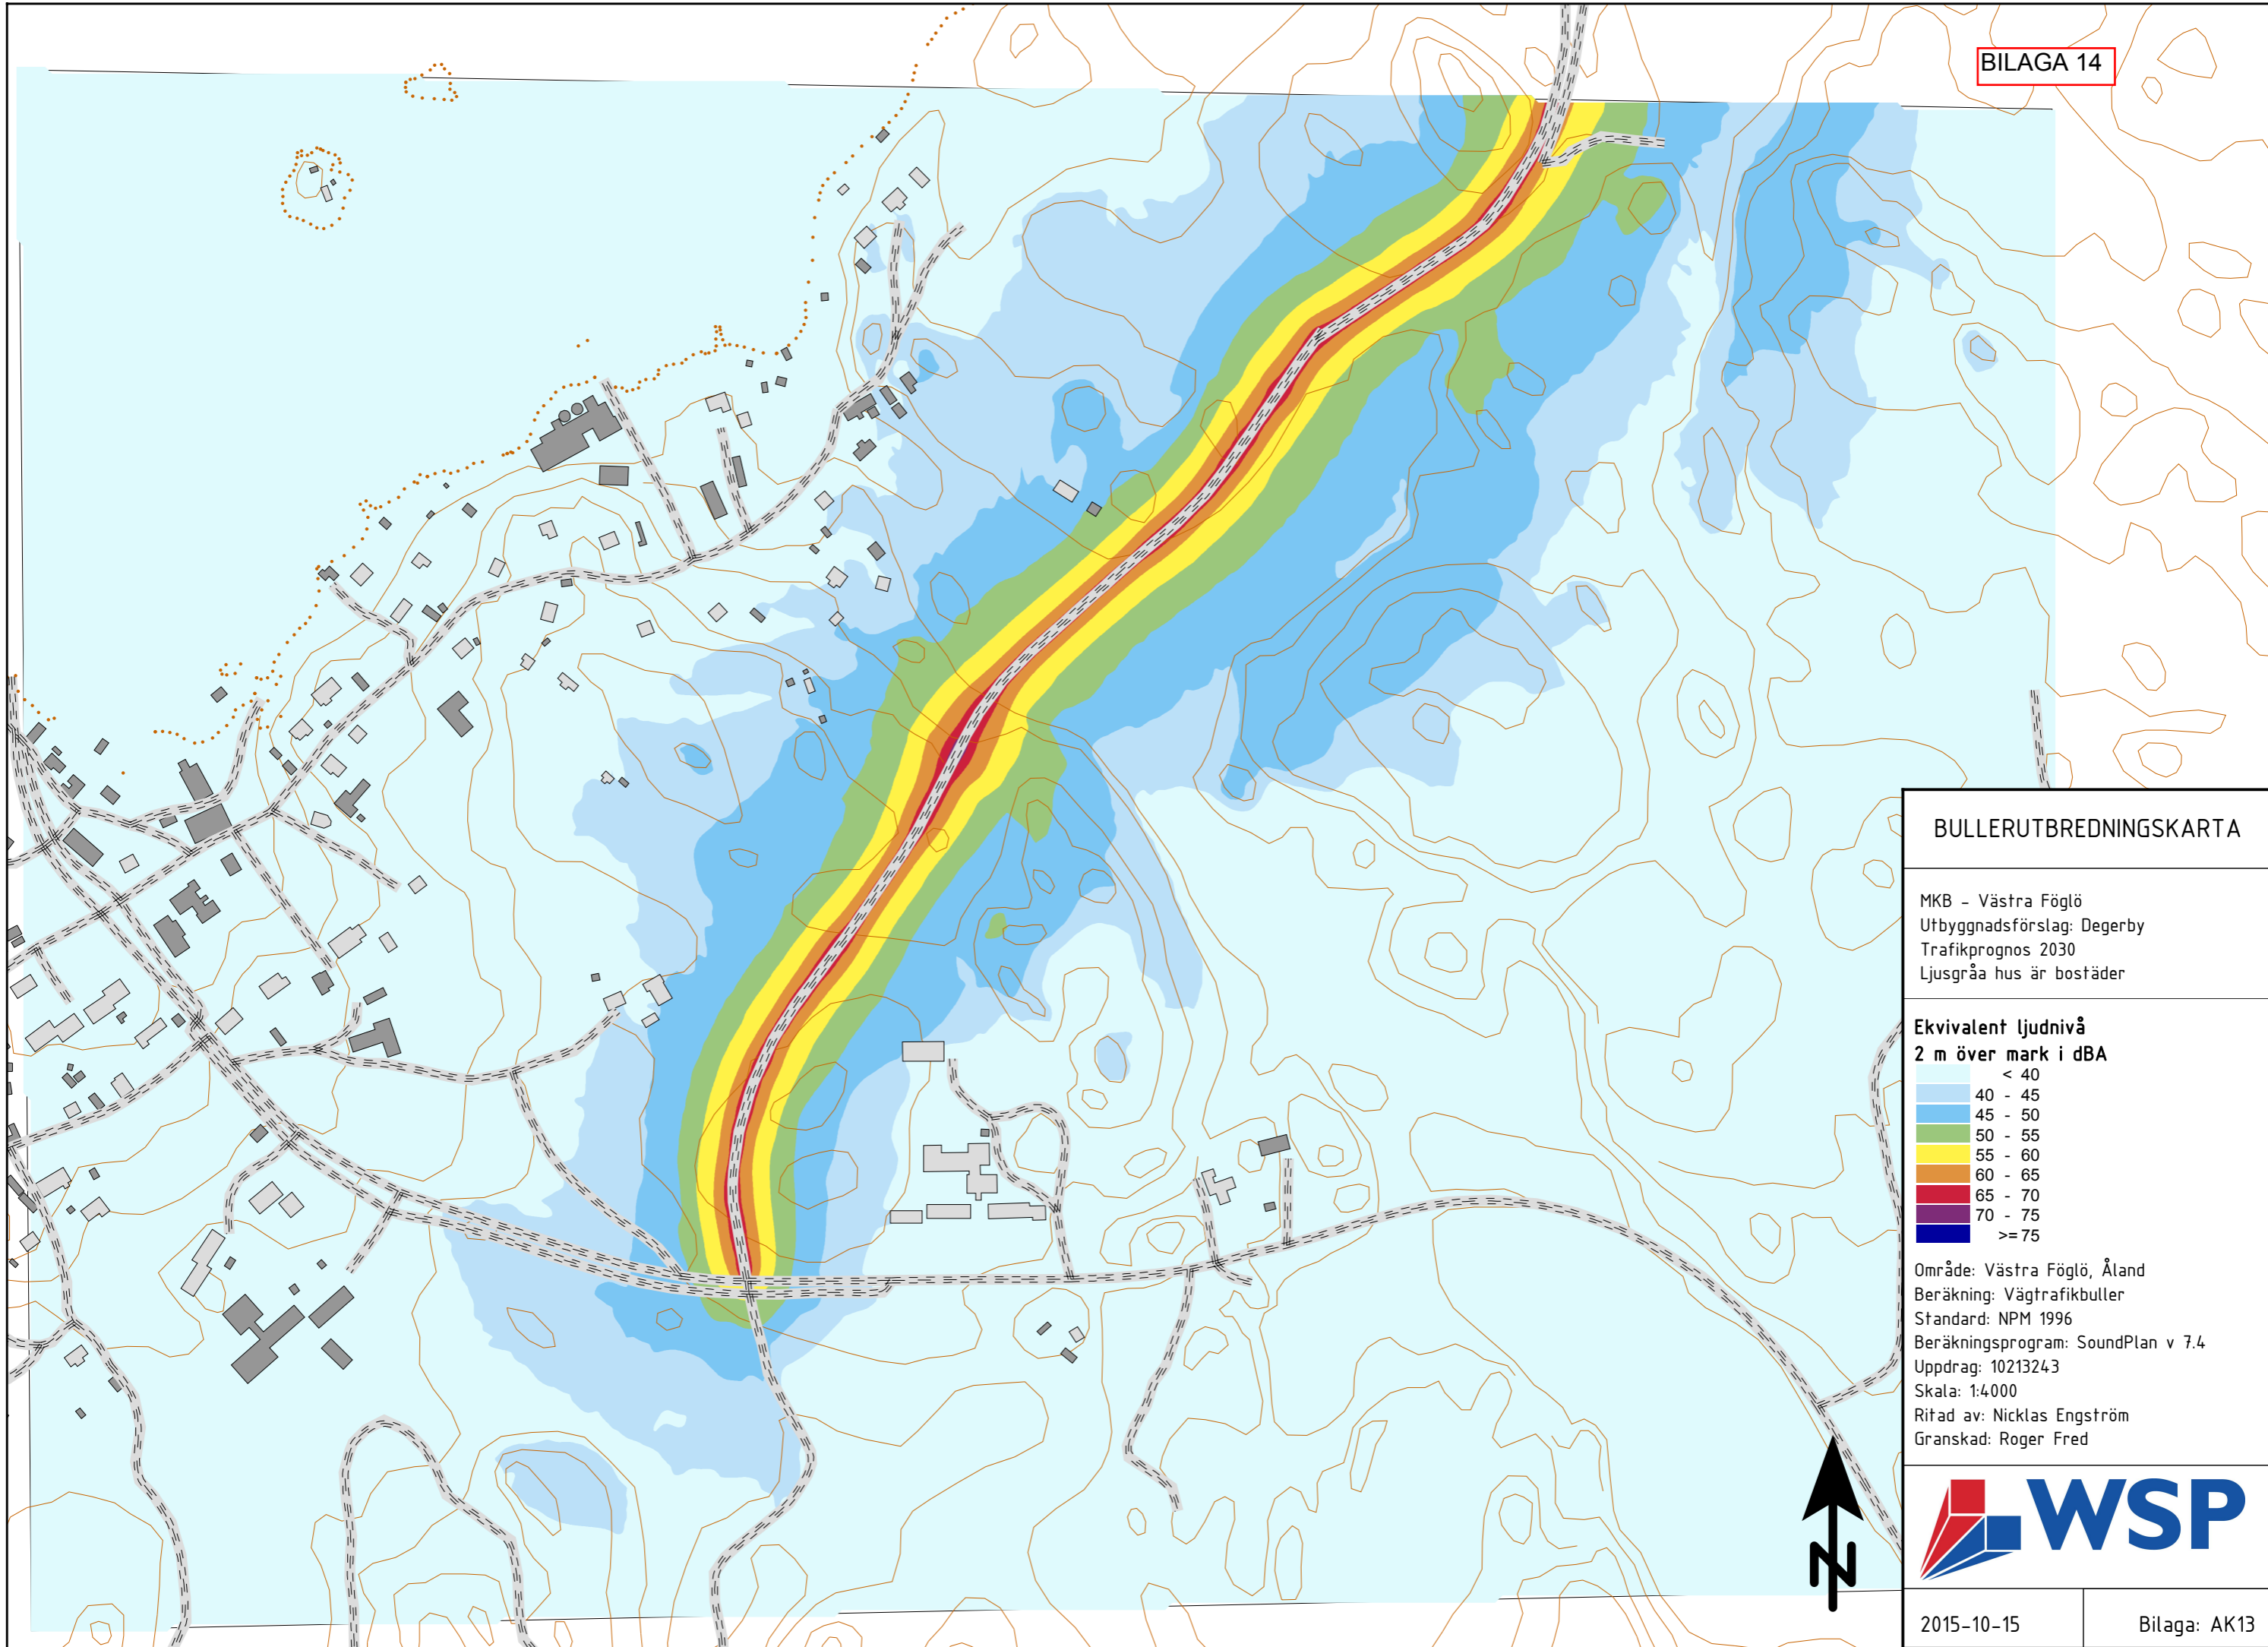 BILAGA 14
BULLERUTBREDNINGSKARTA
MKB - Västra Föglö
Utbyggnadsförslag: Degerby
Trafikprognos 2030
Ljusgråa hus är bostäder
Ekvivalent ljudnivå
2 m över mark i dBA
< 40
40 - 45
45 - 50
50 - 55
55 - 60
60 - 65
65 - 70
70 - 75
>= 75
Område: Västra Föglö, Åland
Beräkning: Vägtrafikbuller
Standard: NPM 1996
Beräkningsprogram: SoundPlan v 7.4
Uppdrag: 10213243
Skala: 1:4000
Ritad av: Nicklas Engström
Granskad: Roger Fred
N
WSP
2015-10-15
Bilaga: AK13